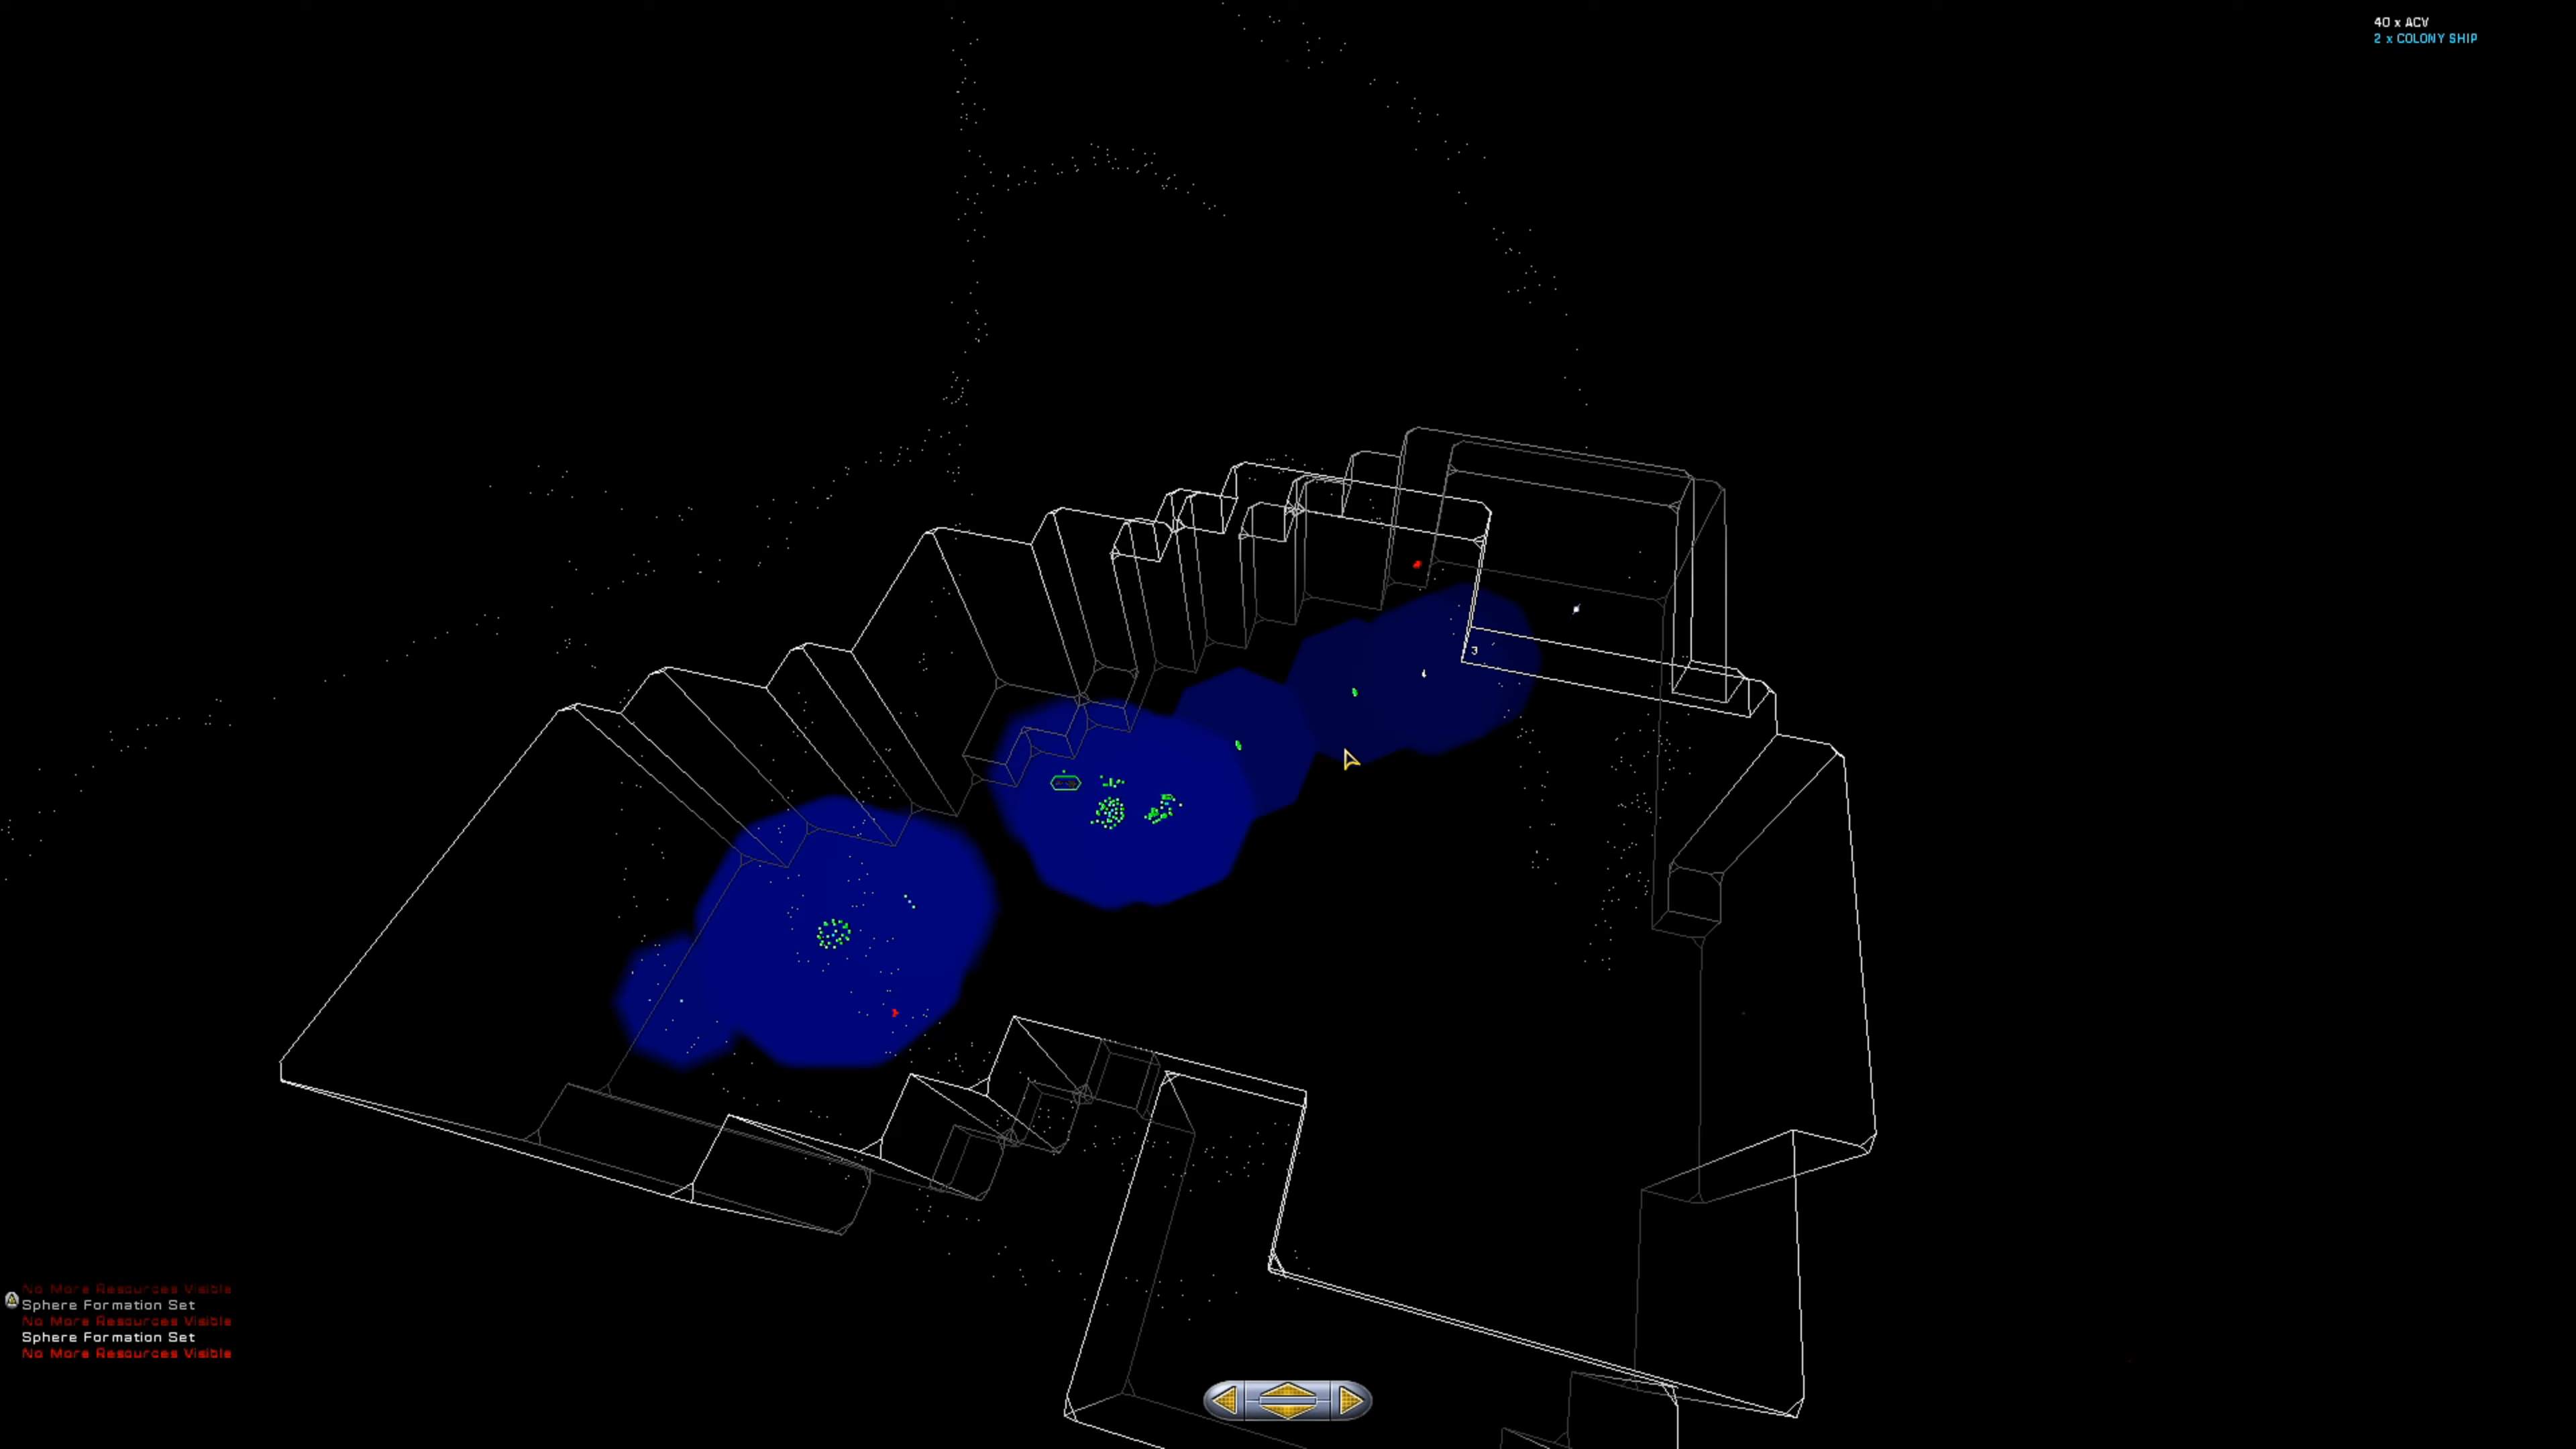 40 x ACV
2 x COLONY SHIP
3
No More Resources Visible
Sphere Formation Set
No More Resources Visible
Sphere Formation Set
No More Resources Visible